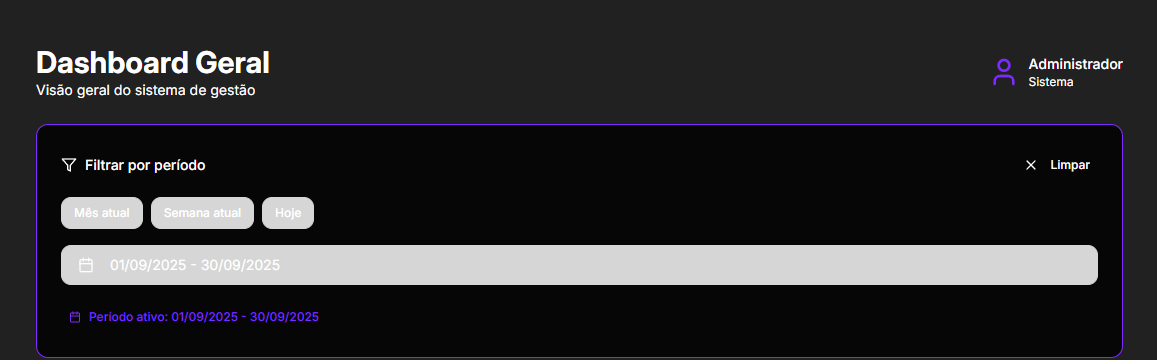 Dashboard Geral
Visão geral do sistema de gestão
Administrador
Sistema
Filtrar por período
Limpar
Mês atual
Semana atual
Hoje
01/09/2025 - 30/09/2025
Período ativo: 01/09/2025 - 30/09/2025